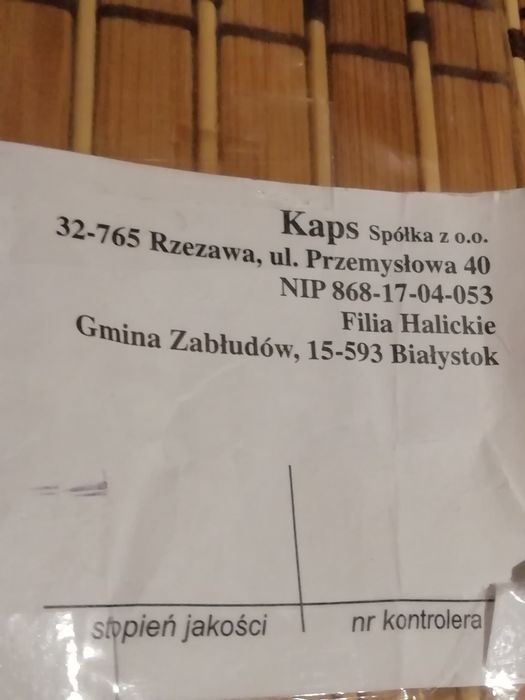 Kaps Spółka z o.o.
32-765 Rzezawa, ul. Przemysłowa 40
NIP 868-17-04-053
Filia Halickie
Gmina Zabłudów, 15-593 Białystok
stopień jakości nr kontrolera